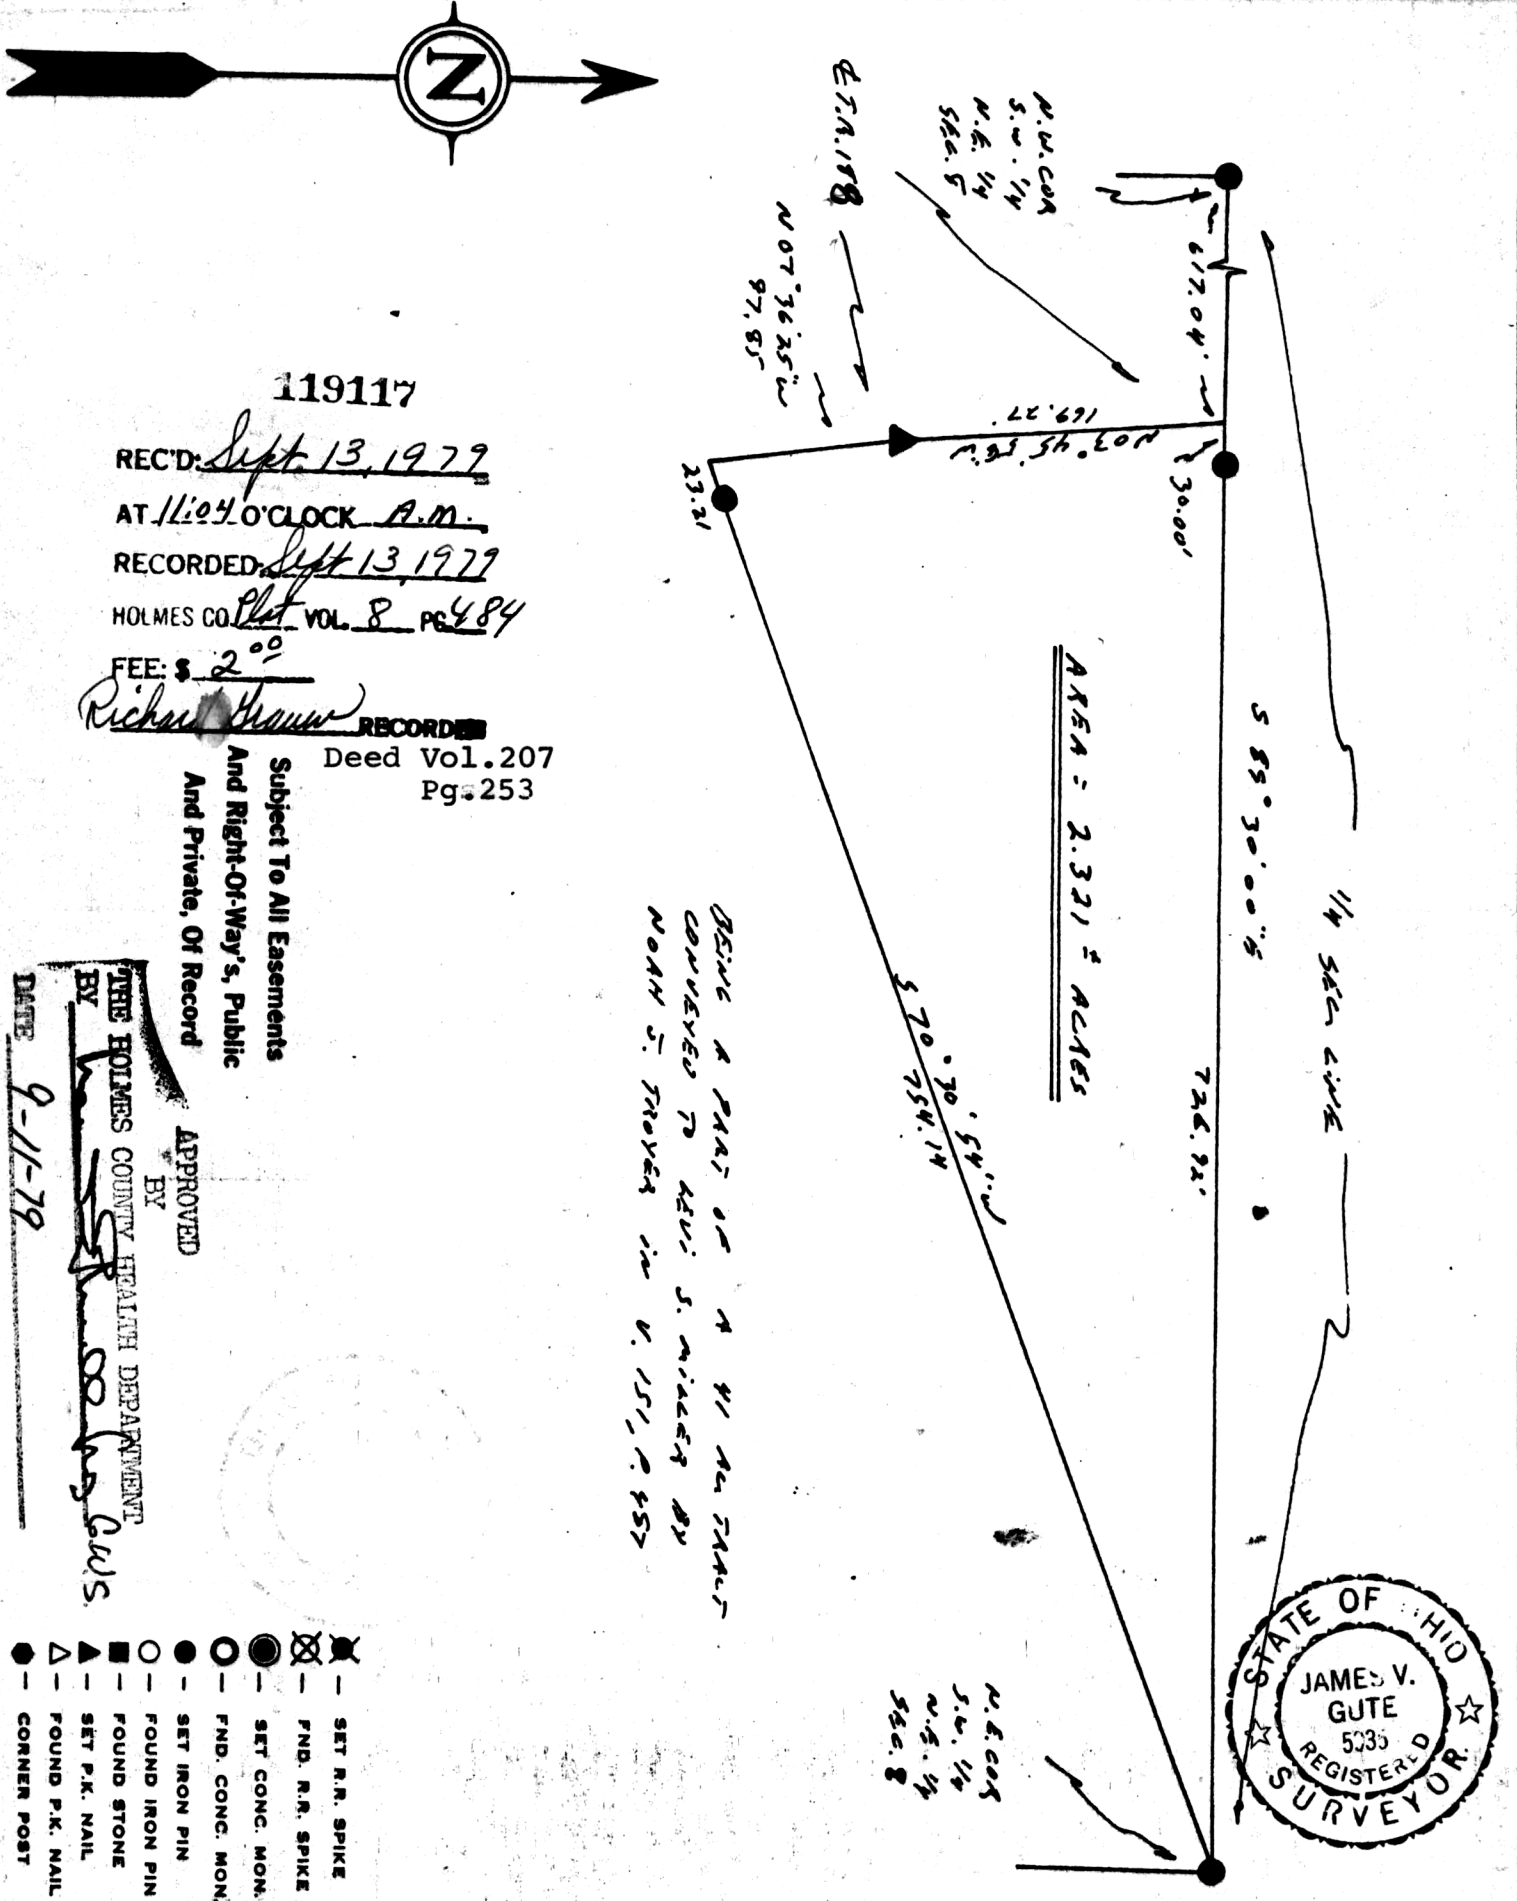 N
N.W. COR
S.W. 1/4
N.E. 1/4
SEC. 8
617.04'
30.00'
N 07° 36' 25" W
97.85
169.27'
N 03° 45' 56" W
23.21
1/4 SEC LINE
S 89° 30' 00" E
726.92'
AREA = 2.331 ± ACRES
S 70° 30' 54" W
754.14
BEING A PART OF A 41 AC TRACT
CONVEYED TO LEVI S. MILLER BY
NOAH J. TROYER IN V. 151, P. 457
N.E. COR
S.W. 1/4
N.E. 1/4
SEC. 8
119117
REC'D: Sept. 13, 1979
AT 11:04 O'CLOCK A.M.
RECORDED: Sept 13, 1979
HOLMES CO. Plat VOL. 8 PG 484
FEE: $ 2 00
Richard RECORDER
Deed Vol.207
Pg.253
Subject To All Easements
And Right-Of-Way's, Public
And Private, Of Record
APPROVED
BY
THE HOLMES COUNTY HEALTH DEPARTMENT
BY
DATE 9-11-79
STATE OF OHIO
JAMES V.
GUTE
REGISTERED
SURVEYOR
SET R.R. SPIKE
FND. R.R. SPIKE
SET CONC. MON.
FND. CONC. MON.
SET IRON PIN
FOUND IRON PIN
FOUND STONE
SET P.K. NAIL
FOUND P.K. NAIL
CORNER POST